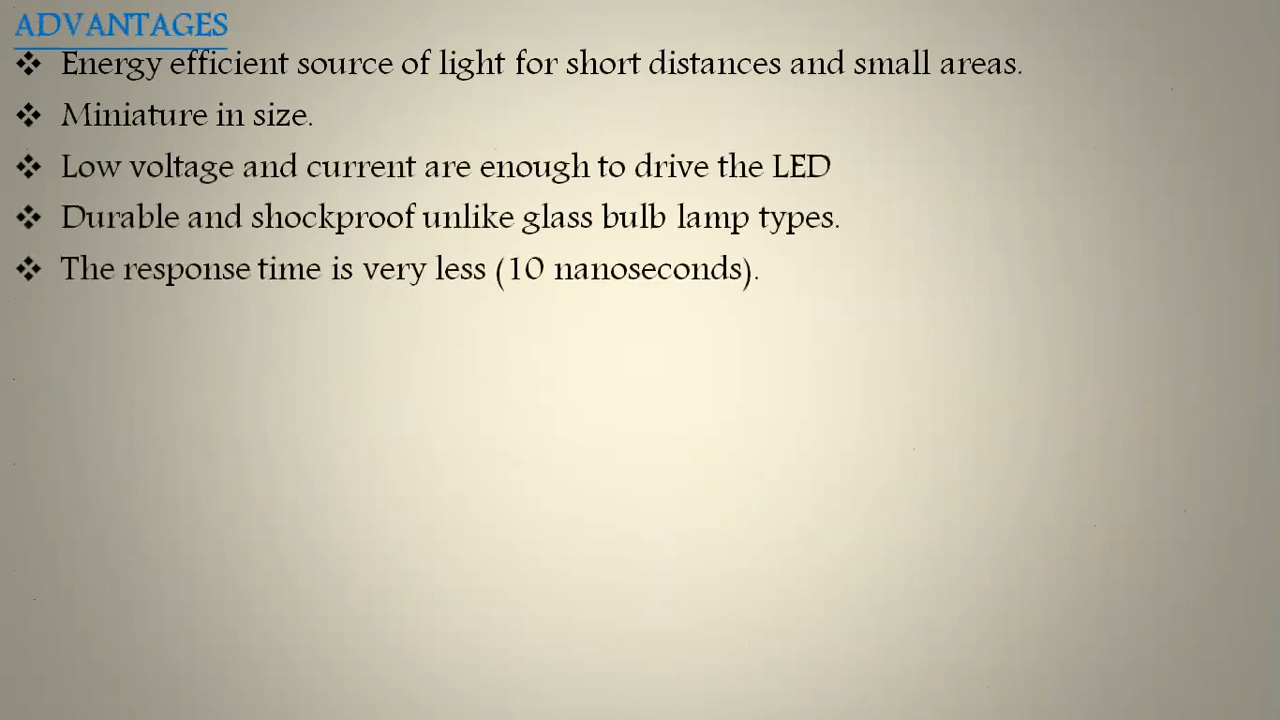 ADVANTAGES
❖ Energy efficient source of light for short distances and small areas.
❖ Miniature in size.
❖ Low voltage and current are enough to drive the LED
❖ Durable and shockproof unlike glass bulb lamp types.
❖ The response time is very less (10 nanoseconds).